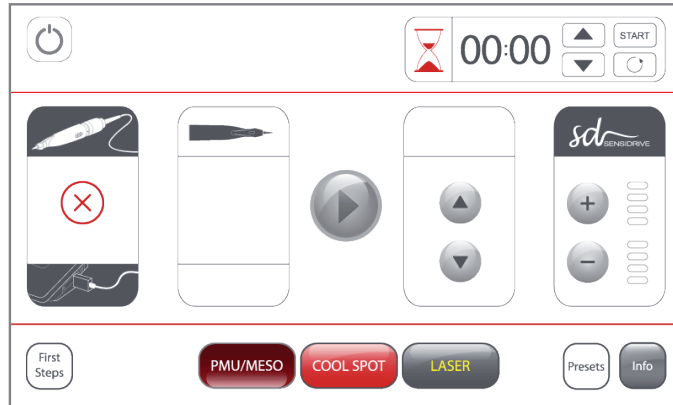 00:00
START
sd
SENSIDRIVE
First
Steps
PMU/MESO
COOL SPOT
LASER
Presets
Info